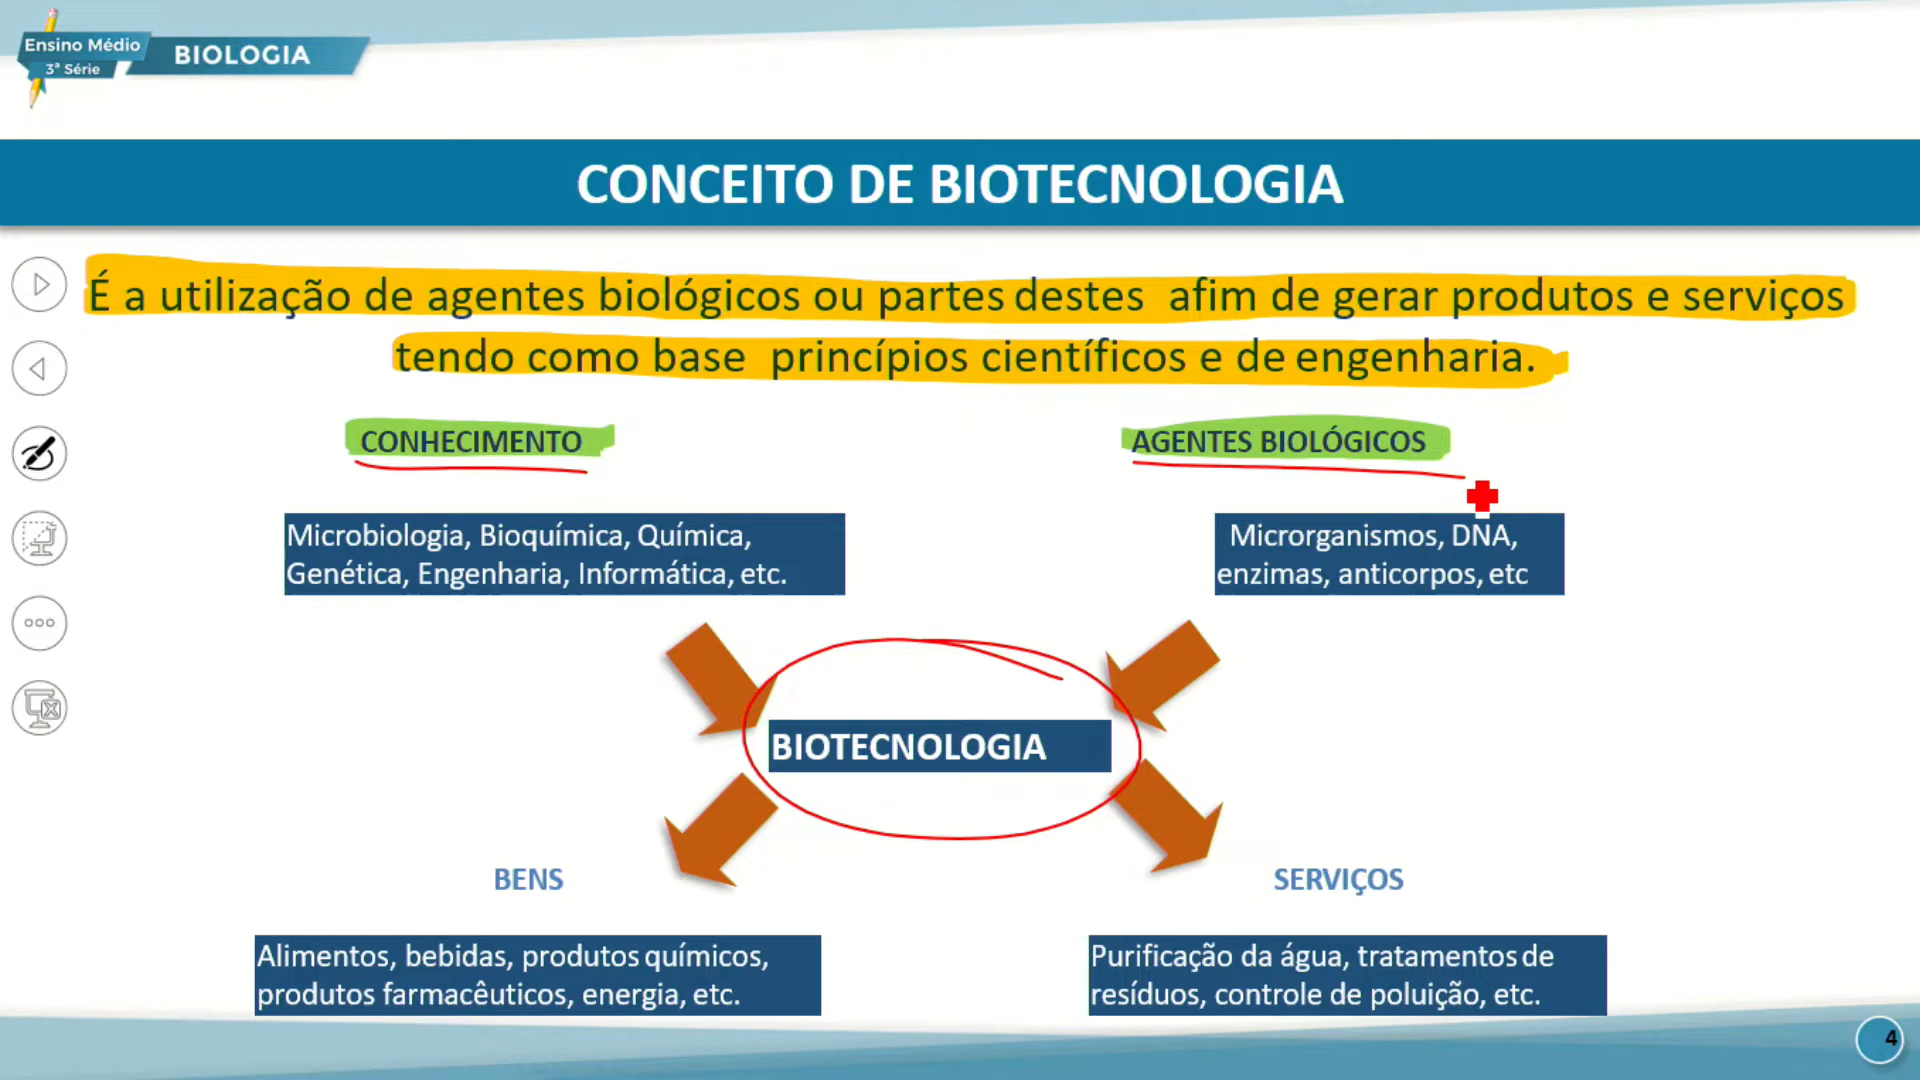 Ensino Médio
3ª Série
BIOLOGIA
CONCEITO DE BIOTECNOLOGIA
É a utilização de agentes biológicos ou partes destes afim de gerar produtos e serviços
tendo como base princípios científicos e de engenharia.
CONHECIMENTO
AGENTES BIOLÓGICOS
Microbiologia, Bioquímica, Química,
Genética, Engenharia, Informática, etc.
Microrganismos, DNA,
enzimas, anticorpos, etc
BIOTECNOLOGIA
BENS
SERVIÇOS
Alimentos, bebidas, produtos químicos,
produtos farmacêuticos, energia, etc.
Purificação da água, tratamentos de
resíduos, controle de poluição, etc.
4